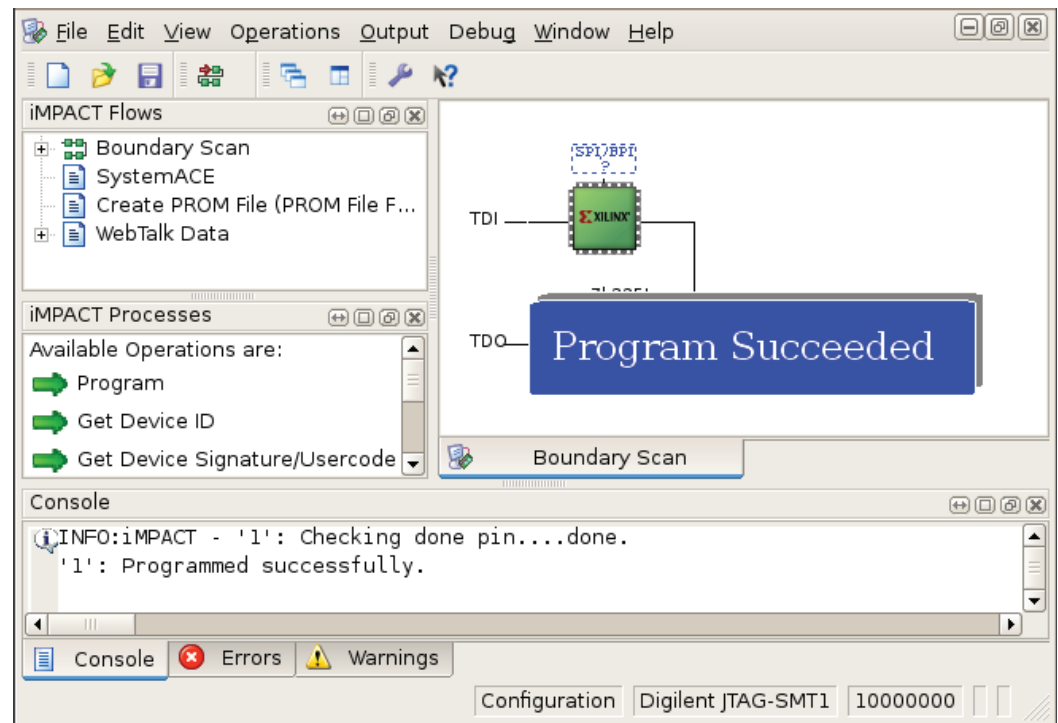 File Edit View Operations Output Debug Window Help
iMPACT Flows
Boundary Scan
SystemACE
Create PROM File (PROM File F...
WebTalk Data
SPI/BPI
?
TDI
XILINX
TDO
Program Succeeded
Boundary Scan
iMPACT Processes
Available Operations are:
Program
Get Device ID
Get Device Signature/Usercode
Console
INFO:iMPACT - '1': Checking done pin....done.
'1': Programmed successfully.
Console Errors Warnings
Configuration Digilent JTAG-SMT1 10000000